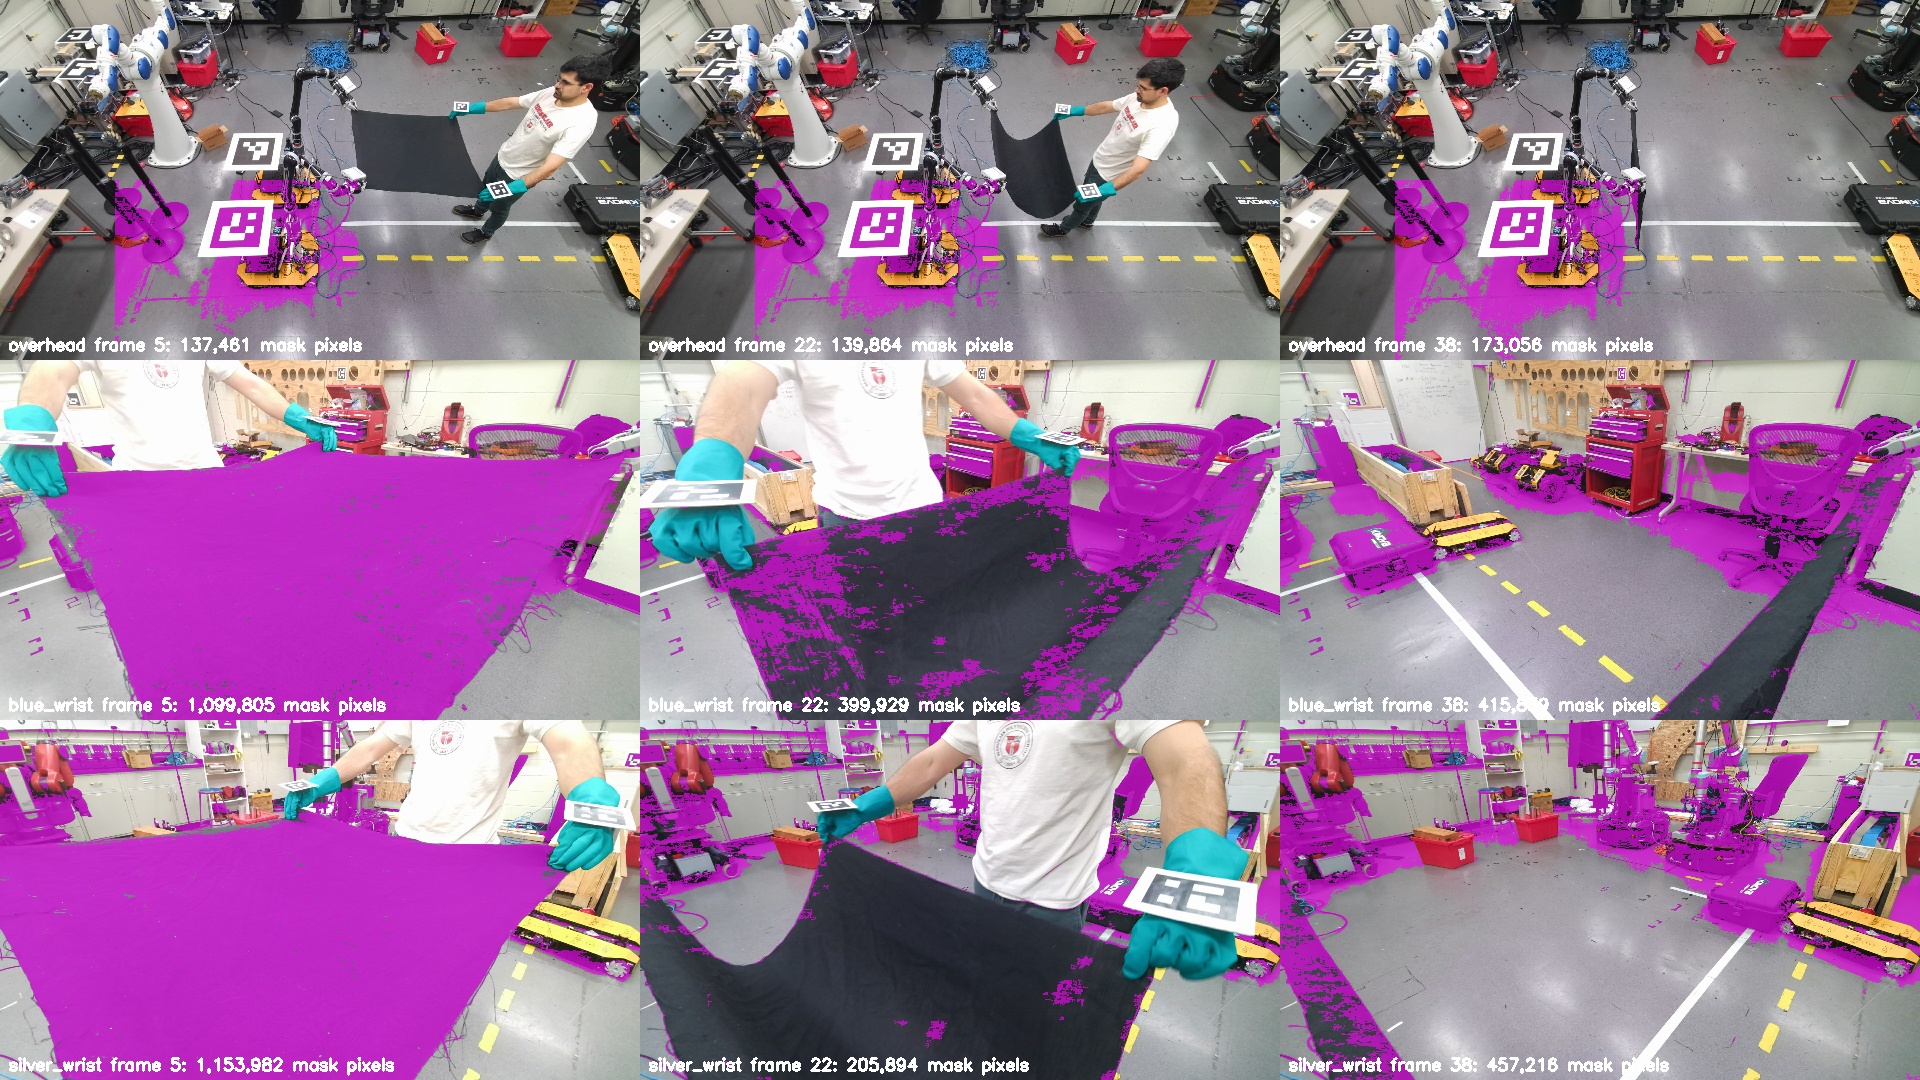 KINOVA
KINOVA
KINOVA
overhead frame 5: 137,461 mask pixels
overhead frame 22: 139,864 mask pixels
overhead frame 38: 173,056 mask pixels
blue_wrist frame 5: 1,099,805 mask pixels
blue_wrist frame 22: 399,929 mask pixels
blue_wrist frame 38: mask pixels
silver_wrist frame 5: 1,153,982 mask pixels
silver_wrist frame 22: 205,894 mask pixels
silver_wrist frame 38: 457,216 mask pixels